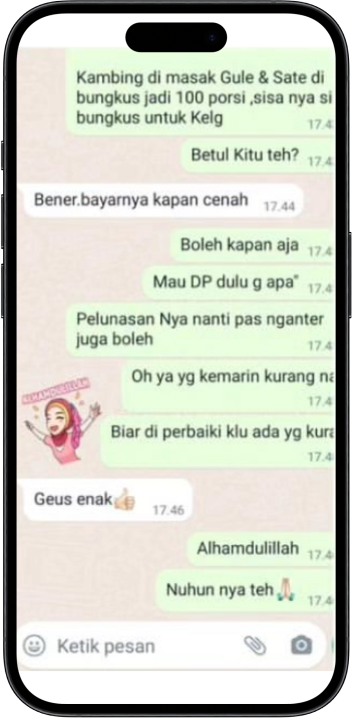 Kambing di masak Gule & Sate di
bungkus jadi 100 porsi ,sisa nya si
bungkus untuk Kelg
17.4
Betul Kitu teh?
17.4
Bener.bayarnya kapan cenah
17.44
Boleh kapan aja
17.4
Mau DP dulu g apa"
17.4
Pelunasan Nya nanti pas nganter
juga boleh
17.4
Oh ya yg kemarin kurang na
17.4
ALHAMDULILLAH
Biar di perbaiki klu ada yg kura
17.4
Geus enak👍🏻
17.46
Alhamdulillah
17.4
Nuhun nya teh🙏🏻
17.4
Ketik pesan